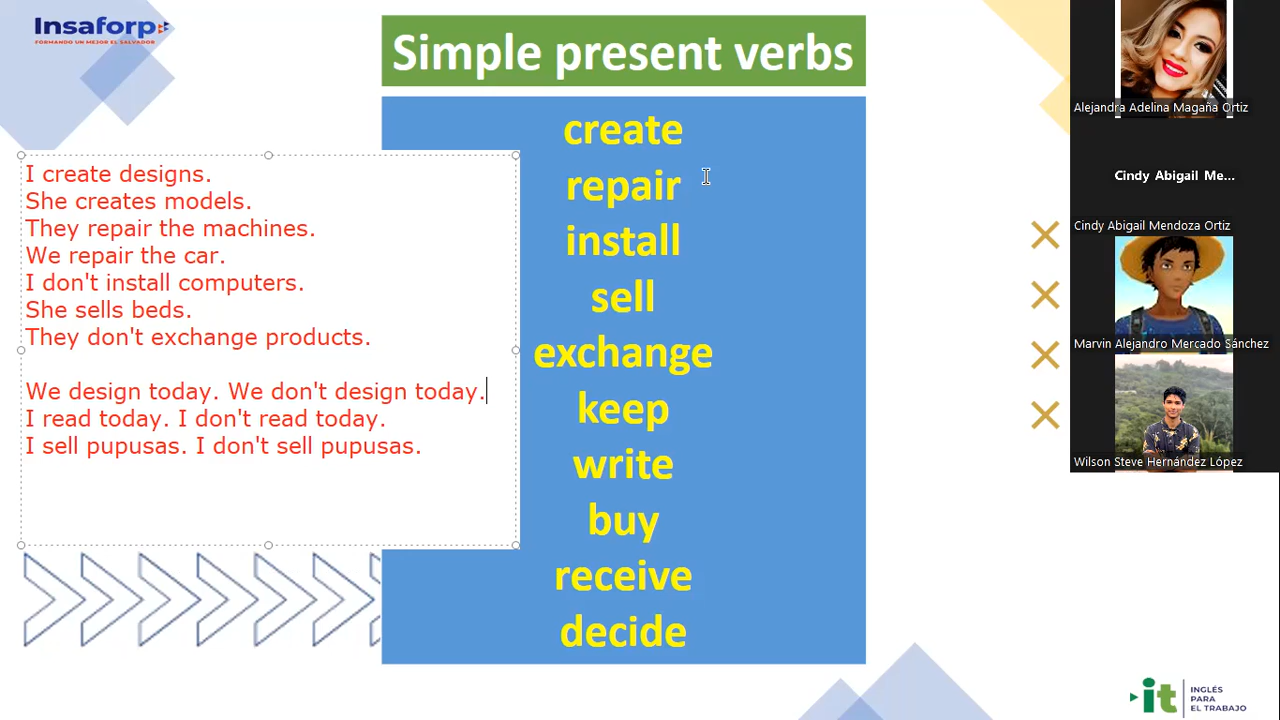 Insaforp
FORMANDO UN MEJOR EL SALVADOR
Simple present verbs
create
repair
install
sell
exchange
keep
write
buy
receive
decide
I create designs.
She creates models.
They repair the machines.
We repair the car.
I don't install computers.
She sells beds.
They don't exchange products.
We design today. We don't design today.
I read today. I don't read today.
I sell pupusas. I don't sell pupusas.
Alejandra Adelina Magaña Ortiz
Cindy Abigail Me...
Cindy Abigail Mendoza Ortiz
Marvin Alejandro Mercado Sánchez
Wilson Steve Hernández López
it
INGLÉS
PARA
EL TRABAJO